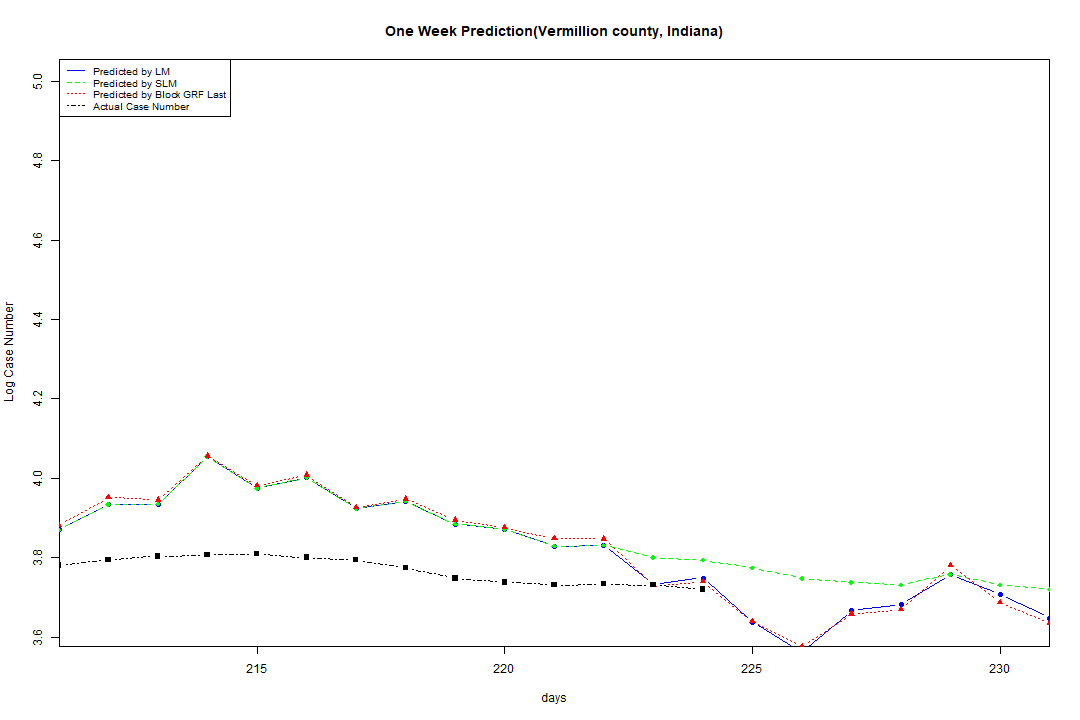 One Week Prediction(Vermillion county, Indiana)
Predicted by LM
Predicted by SLM
Predicted by Block GRF Last
Actual Case Number
Log Case Number
5.0
4.8
4.6
4.4
4.2
4.0
3.8
3.6
215 220 225 230
days